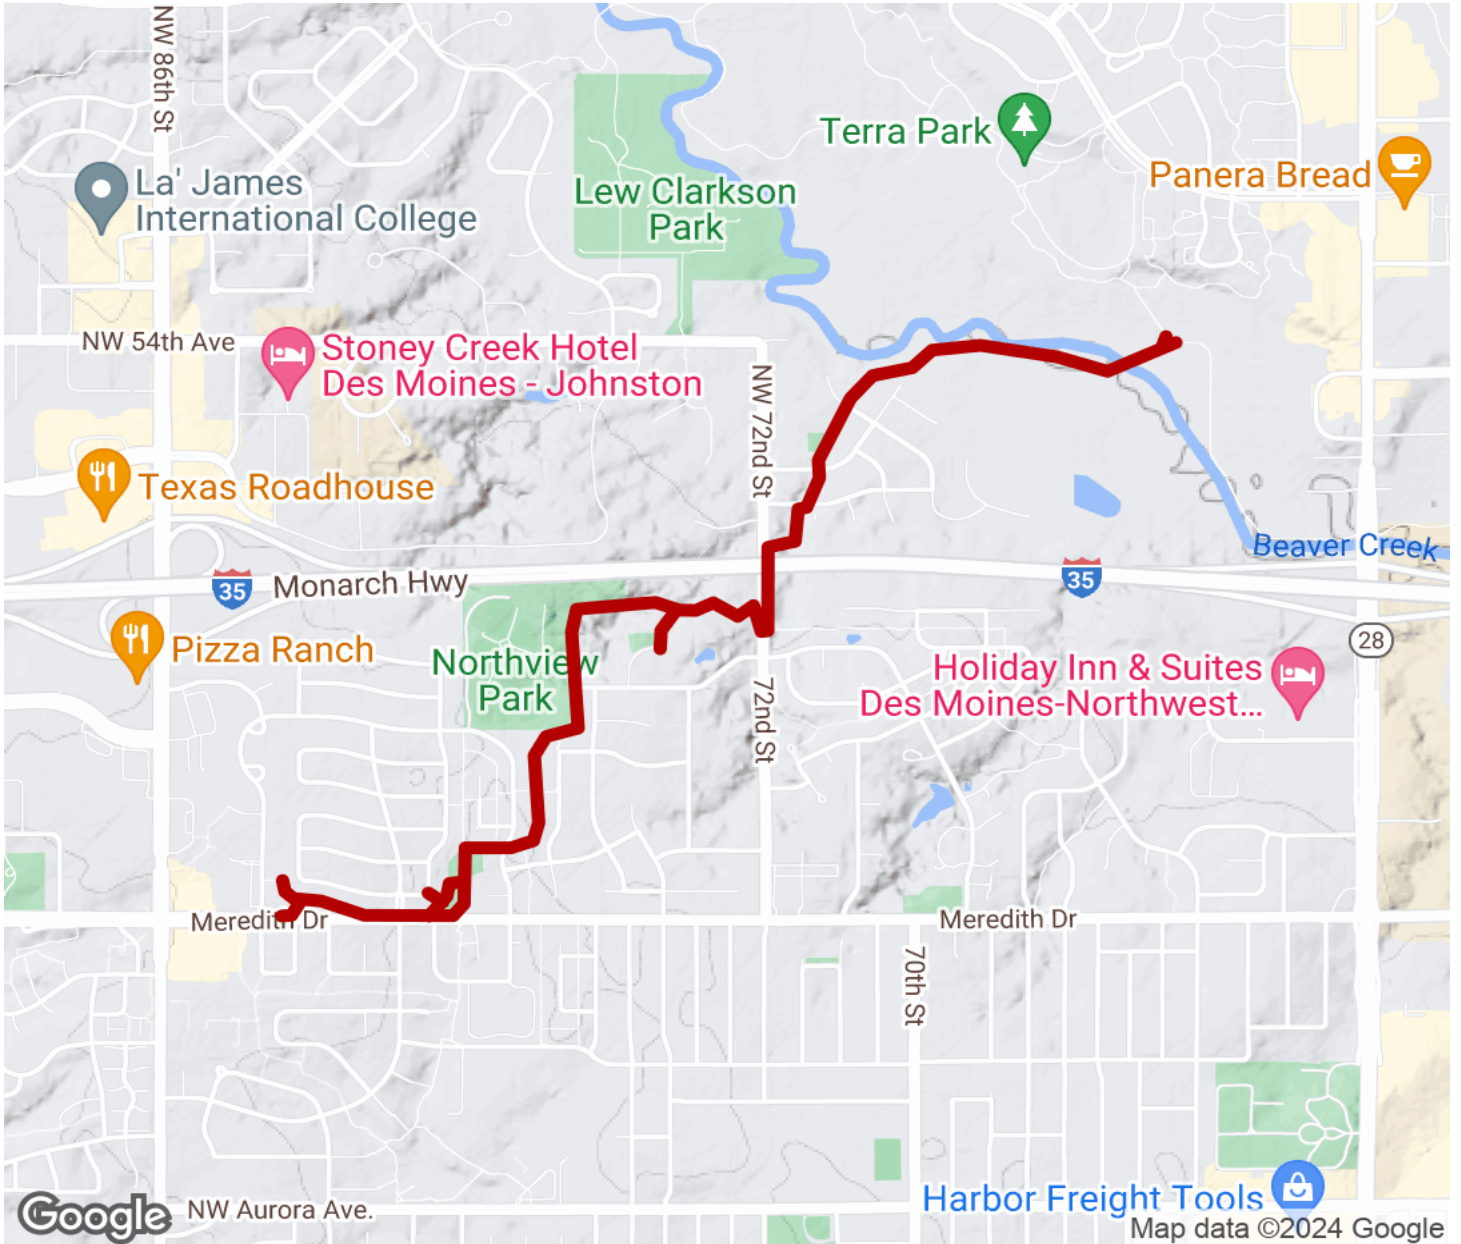 NW 86th St
Terra Park
Panera Bread
La' James
International College
Lew Clarkson
Park
NW 54th Ave
Stoney Creek Hotel
Des Moines - Johnston
NW 72nd St
Texas Roadhouse
Beaver Creek
35
Monarch Hwy
35
Pizza Ranch
28
Northview
Park
Holiday Inn & Suites
Des Moines-Northwest...
72nd St
Meredith Dr
Meredith Dr
70th St
Harbor Freight Tools
Google
NW Aurora Ave.
Map data ©2024 Google